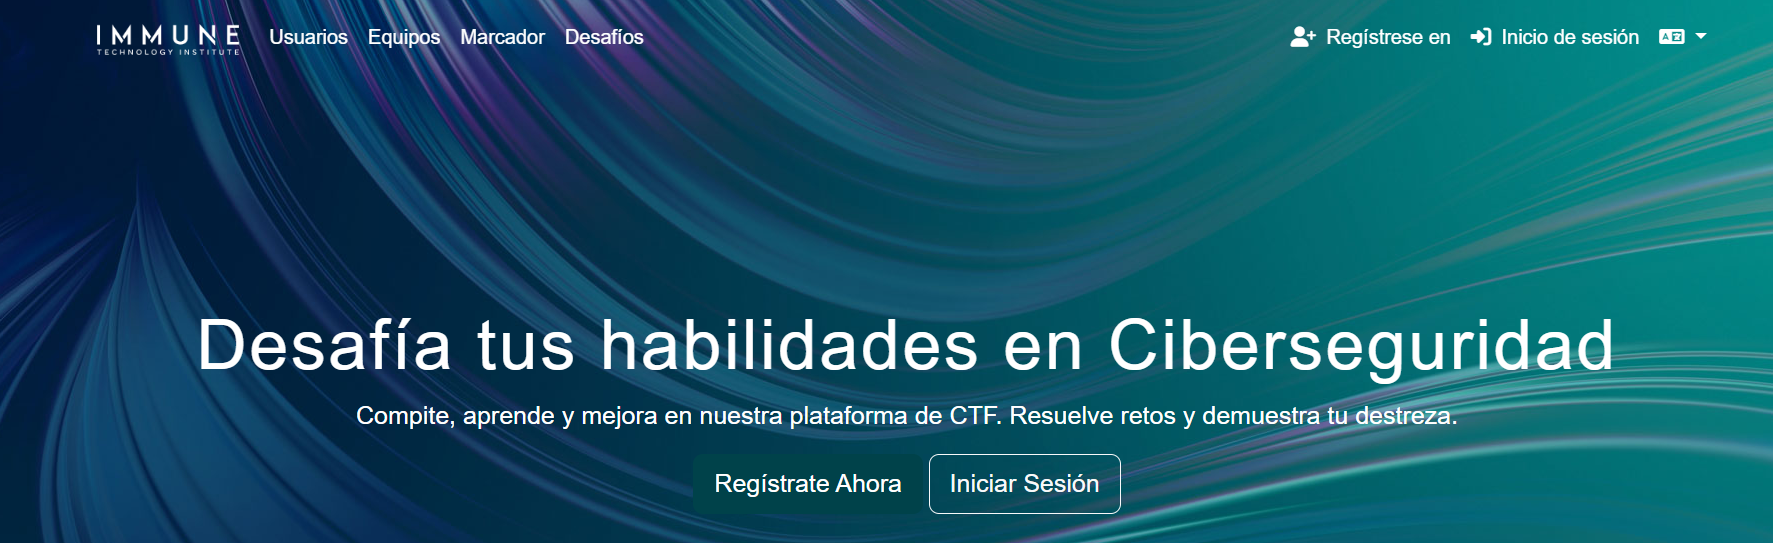 IMMUNE
TECHNOLOGY INSTITUTE
Usuarios Equipos Marcador Desafíos
Regístrese en Inicio de sesión
Desafía tus habilidades en Ciberseguridad
Compite, aprende y mejora en nuestra plataforma de CTF. Resuelve retos y demuestra tu destreza.
Regístrate Ahora Iniciar Sesión